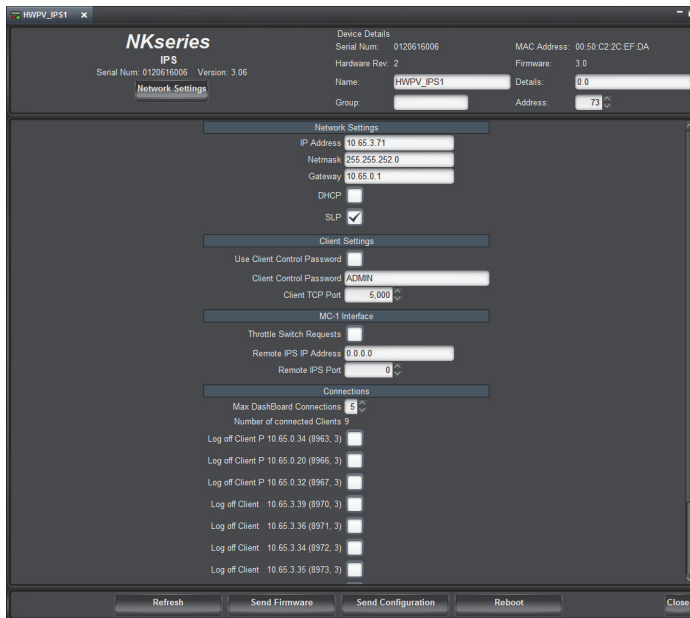 HWPV_IPS1 x
NKseries
IPS
Serial Num: 0120616006 Version: 3.06
Network Settings
Device Details
Serial Num: 0120616006 MAC Address: 00:50:C2:2C:EF:DA
Hardware Rev: 2 Firmware: 3.0
Name: HWPV_IPS1 Details: 0.0
Group: Address: 73
Network Settings
IP Address 10.65.3.71
Netmask 255.255.252.0
Gateway 10.65.0.1
DHCP
SLP
Client Settings
Use Client Control Password
Client Control Password ADMIN
Client TCP Port 5,000
MC-1 Interface
Throttle Switch Requests
Remote IPS IP Address 0.0.0.0
Remote IPS Port 0
Connections
Max DashBoard Connections 5
Number of connected Clients 9
Log off Client P 10.65.0.34 (8963, 3)
Log off Client P 10.65.0.20 (8966, 3)
Log off Client P 10.65.0.32 (8967, 3)
Log off Client 10.65.3.39 (8970, 3)
Log off Client 10.65.3.36 (8971, 3)
Log off Client 10.65.3.34 (8972, 3)
Log off Client 10.65.3.35 (8973, 3)
Refresh Send Firmware Send Configuration Reboot Close